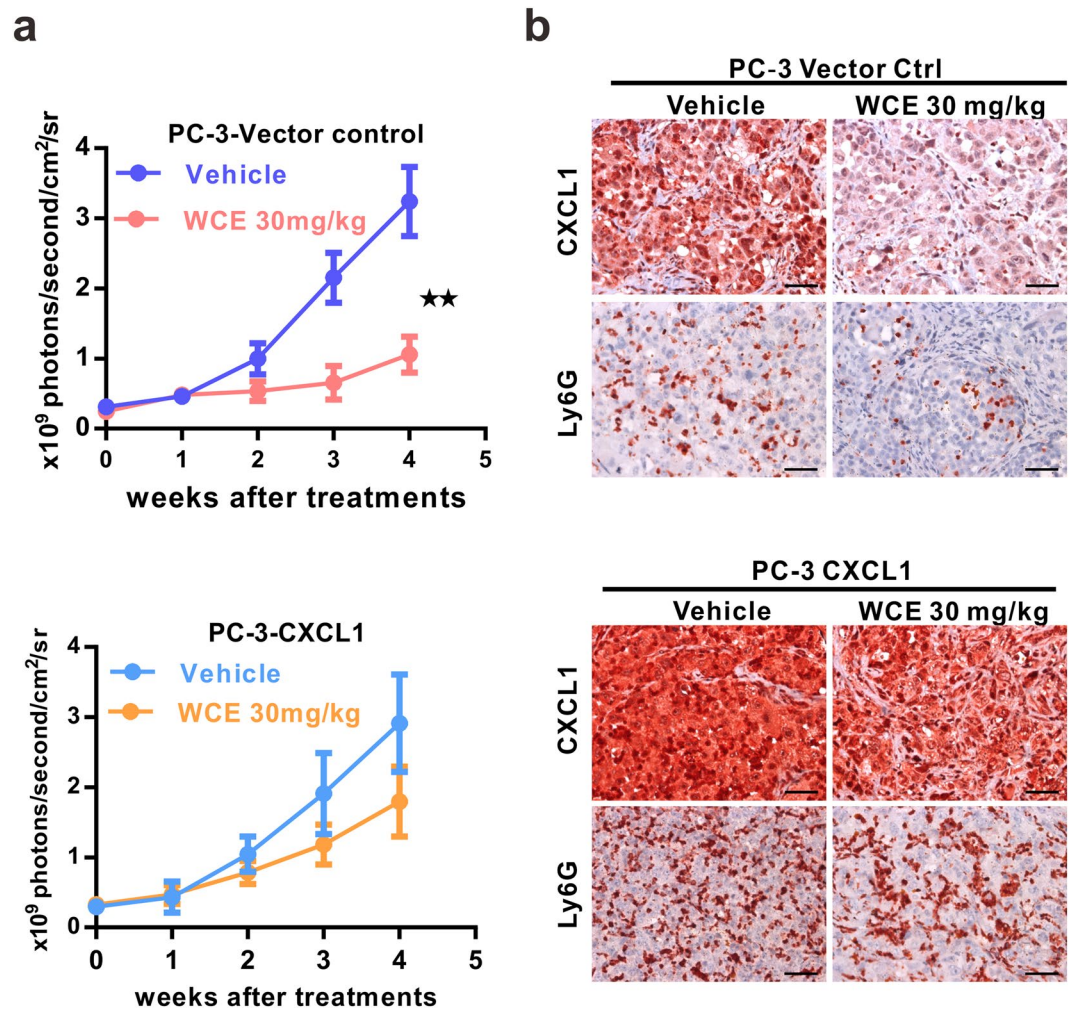 a
PC-3-Vector control
Vehicle
WCE 30mg/kg
★★
x10⁹ photons/second/cm²/sr
4
3
2
1
0
0 1 2 3 4 5
weeks after treatments
PC-3-CXCL1
Vehicle
WCE 30mg/kg
x10⁹ photons/second/cm²/sr
4
3
2
1
0
0 1 2 3 4 5
weeks after treatments
b
PC-3 Vector Ctrl
Vehicle WCE 30 mg/kg
CXCL1
Ly6G
PC-3 CXCL1
Vehicle WCE 30 mg/kg
CXCL1
Ly6G